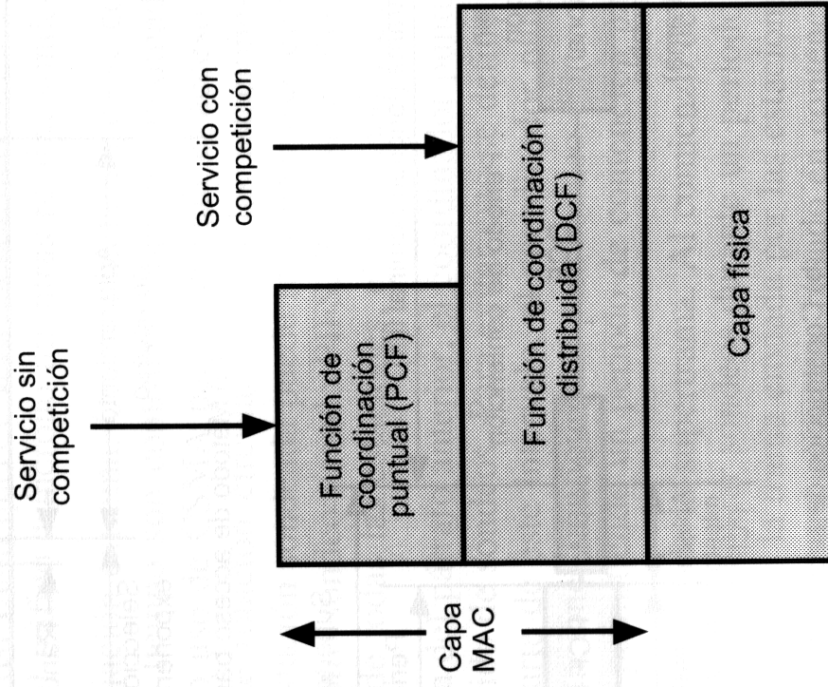 Servicio sin
competición
Servicio con
competición
Función de
coordinación
puntual (PCF)
Función de coordinación
distribuida (DCF)
Capa física
Capa
MAC